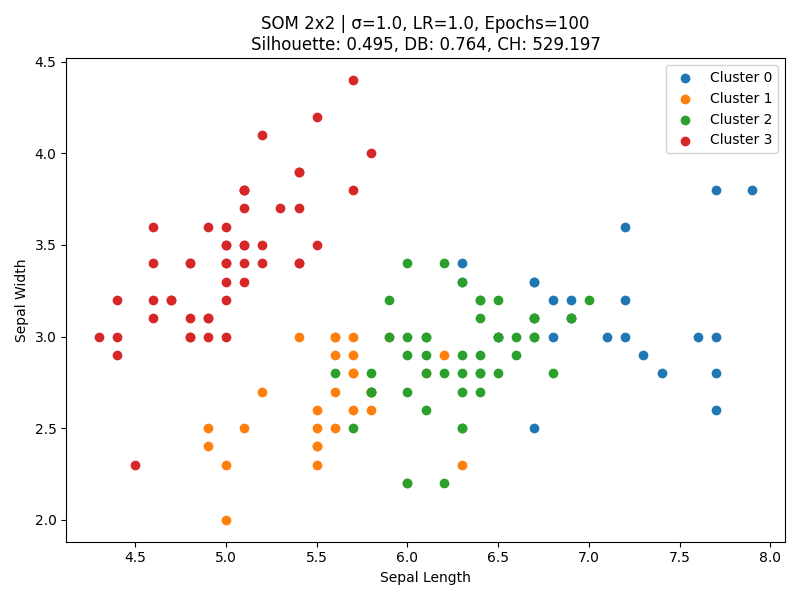 SOM 2x2 | σ=1.0, LR=1.0, Epochs=100
Silhouette: 0.495, DB: 0.764, CH: 529.197
Cluster 0
Cluster 1
Cluster 2
Cluster 3
Sepal Width
4.5
4.0
3.5
3.0
2.5
2.0
4.5 5.0 5.5 6.0 6.5 7.0 7.5 8.0
Sepal Length